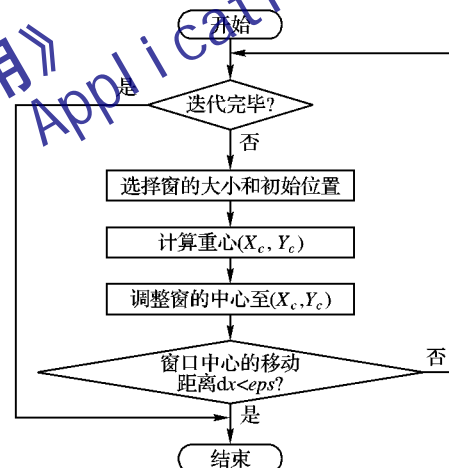 开始
用》
Applicati
是
迭代完毕?
否
选择窗的大小和初始位置
计算重心(Xc, Yc)
调整窗的中心至(Xc,Yc)
窗口中心的移动
距离dx<eps?
否
是
结束